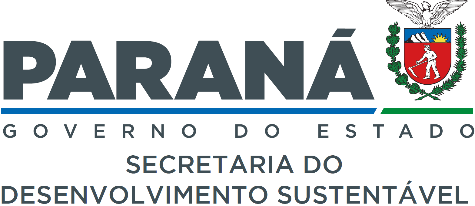 PARANÁ
GOVERNO DO ESTADO
SECRETARIA DO
DESENVOLVIMENTO SUSTENTÁVEL